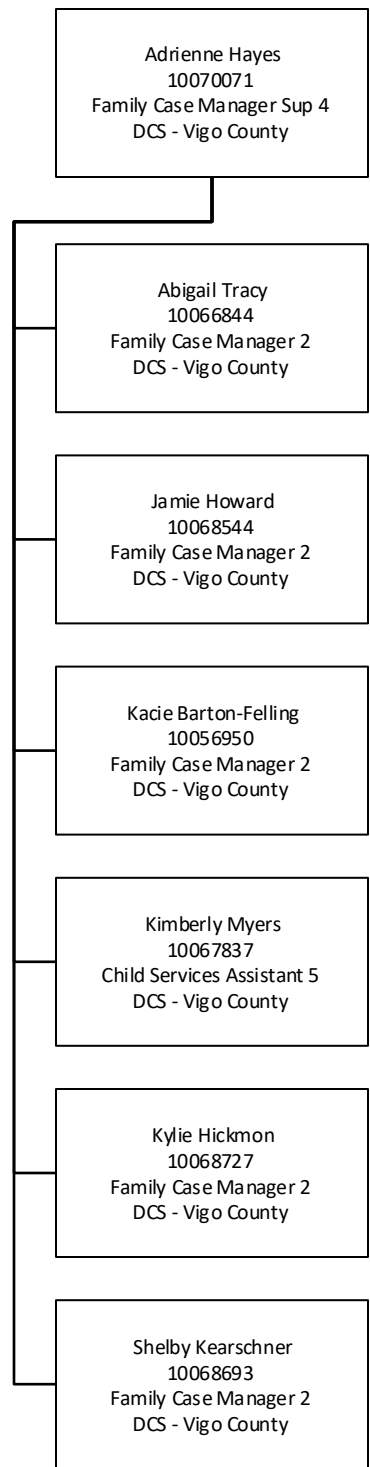 Adrienne Hayes
10070071
Family Case Manager Sup 4
DCS - Vigo County
Abigail Tracy
10066844
Family Case Manager 2
DCS - Vigo County
Jamie Howard
10068544
Family Case Manager 2
DCS - Vigo County
Kacie Barton-Felling
10056950
Family Case Manager 2
DCS - Vigo County
Kimberly Myers
10067837
Child Services Assistant 5
DCS - Vigo County
Kylie Hickmon
10068727
Family Case Manager 2
DCS - Vigo County
Shelby Kearschner
10068693
Family Case Manager 2
DCS - Vigo County